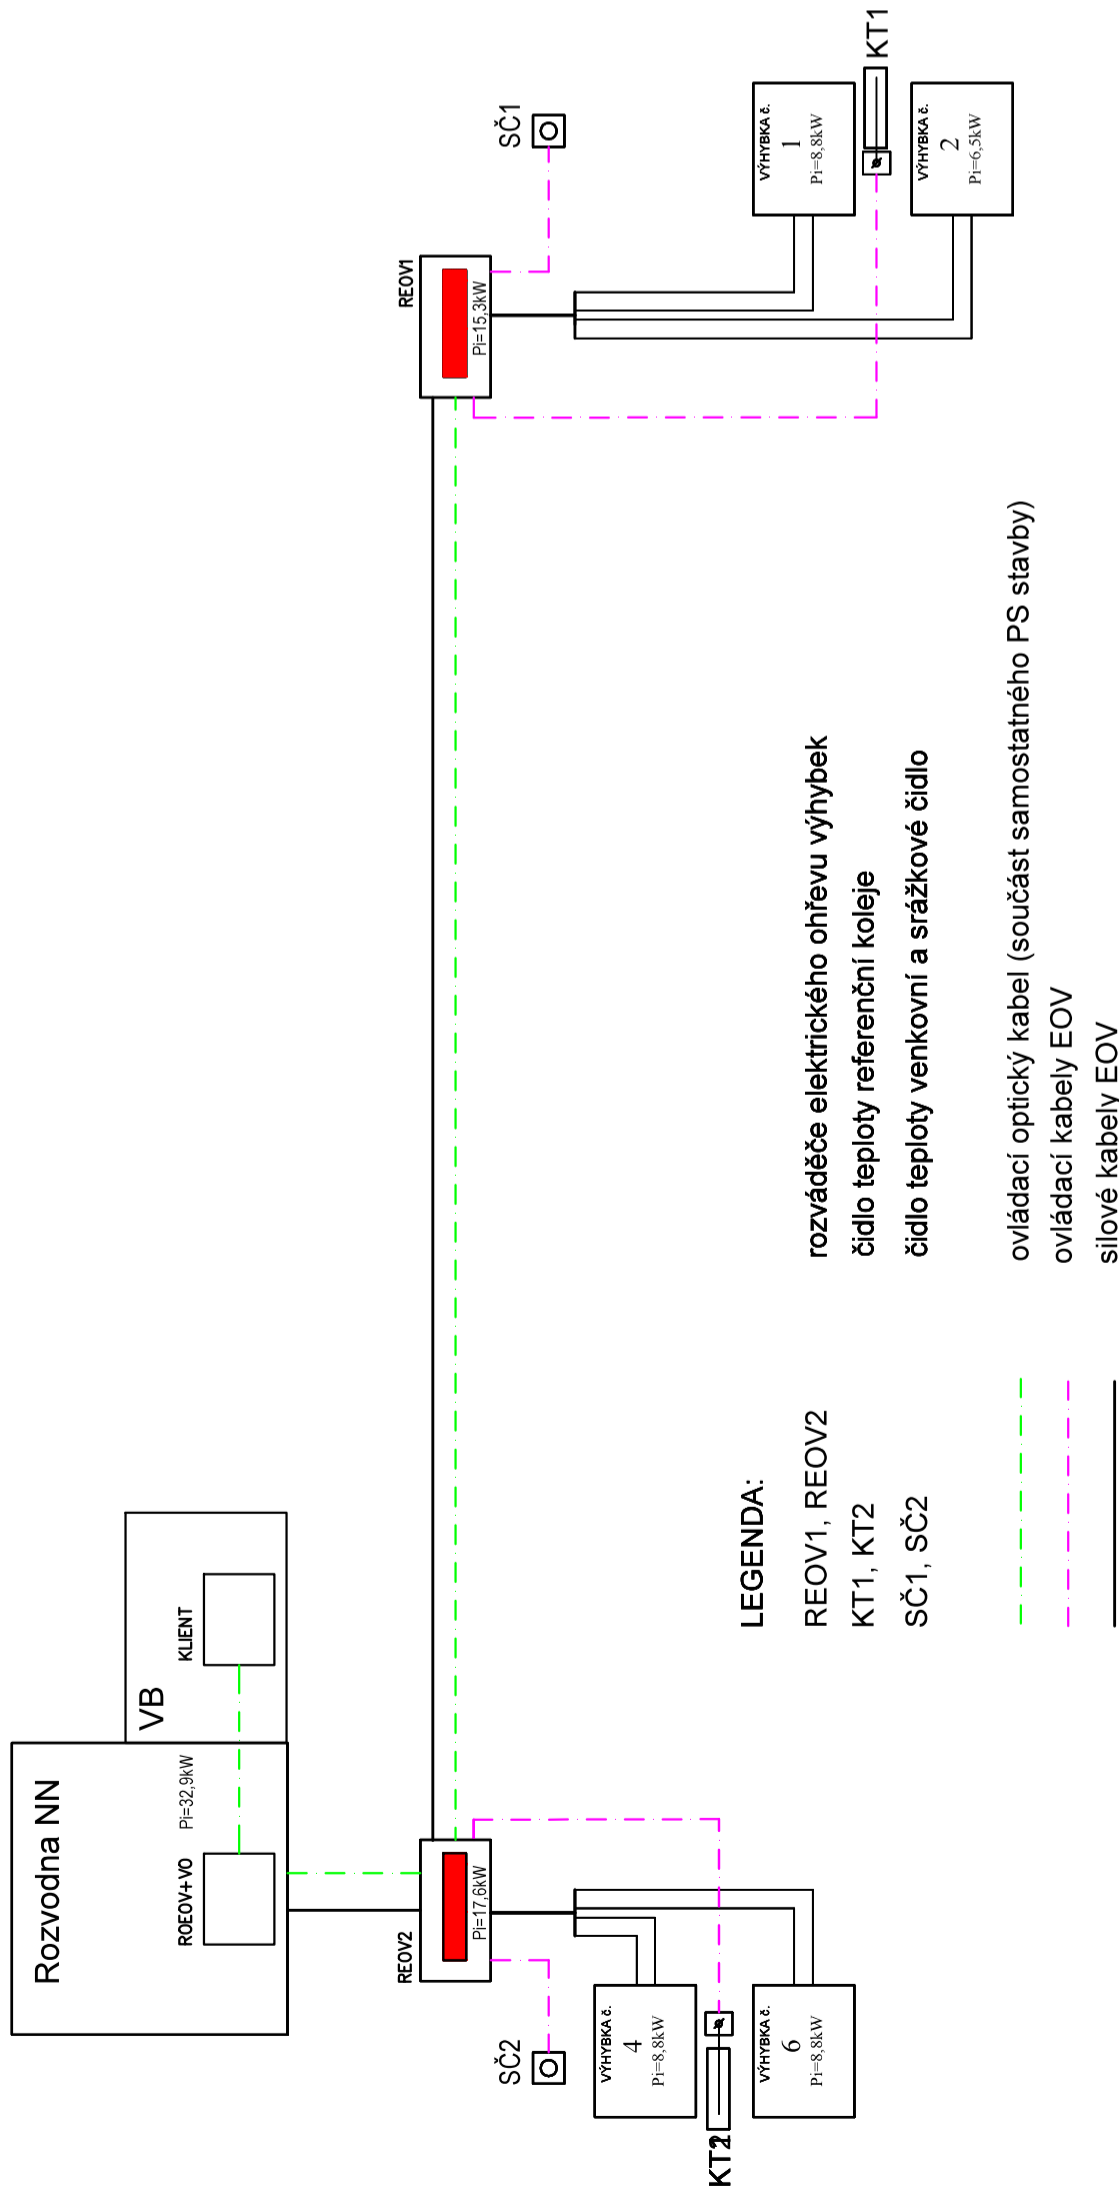 Rozvodna NN
ROEOV+VO
Pi=32,9kW
VB
KLIENT
REOV2
Pi=17,6kW
REOV1
Pi=15,3kW
SČ2
SČ1
VÝHYBKA č.
4
Pi=8,8kW
KT2
VÝHYBKA č.
6
Pi=8,8kW
VÝHYBKA č.
1
Pi=8,8kW
KT1
VÝHYBKA č.
2
Pi=6,5kW
LEGENDA:
REOV1, REOV2 rozváděče elektrického ohřevu výhybek
KT1, KT2 čidlo teploty referenční koleje
SČ1, SČ2 čidlo teploty venkovní a srážkové čidlo
ovládací optický kabel (součást samostatného PS stavby)
ovládací kabely EOV
silové kabely EOV